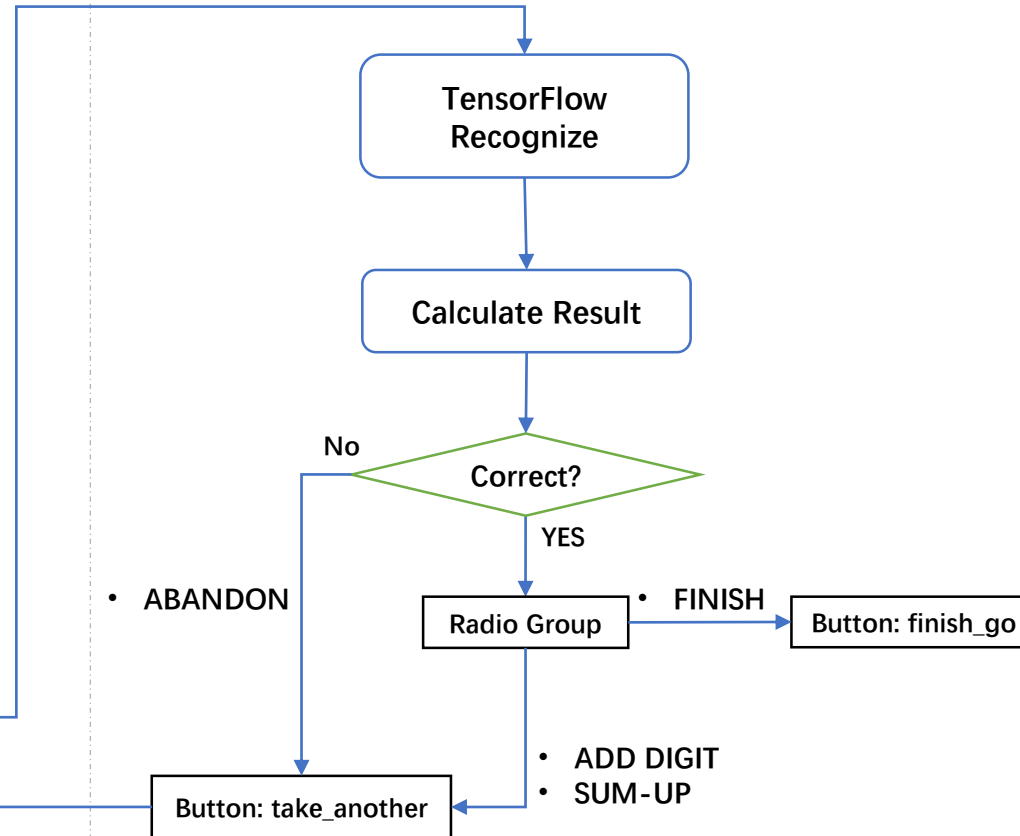 TensorFlow
Recognize
Calculate Result
No
Correct?
YES
• ABANDON
• FINISH
Radio Group
Button: finish_go
• ADD DIGIT
• SUM-UP
Button: take_another